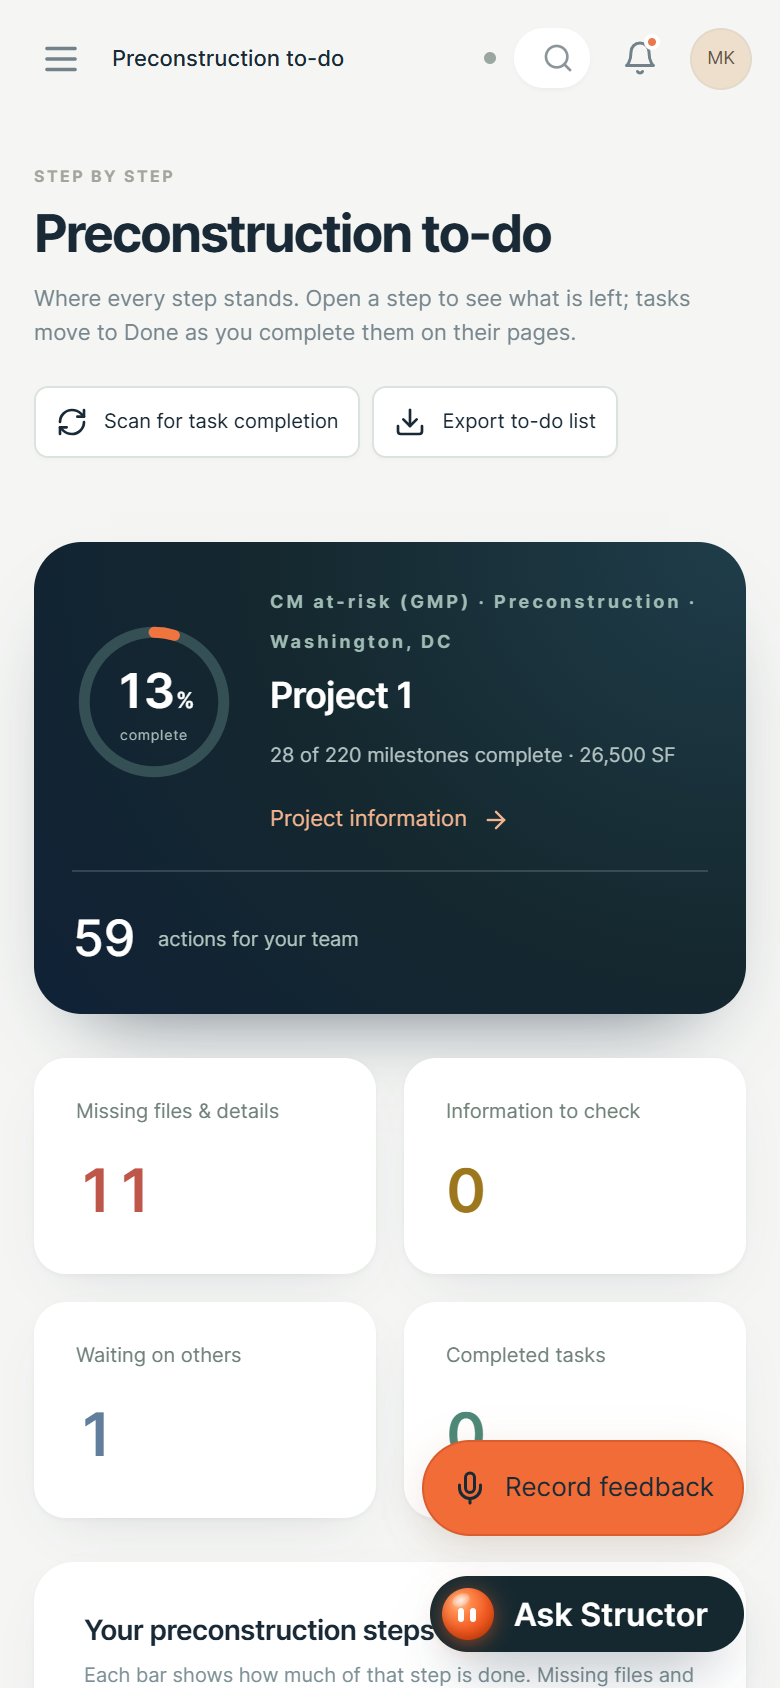 Preconstruction to-do
MK
STEP BY STEP
Preconstruction to-do
Where every step stands. Open a step to see what is left; tasks
move to Done as you complete them on their pages.
Scan for task completion
Export to-do list
CM at-risk (GMP) · Preconstruction ·
Washington, DC
13%
complete
Project 1
28 of 220 milestones complete · 26,500 SF
Project information →
59 actions for your team
Missing files & details
11
Information to check
0
Waiting on others
1
Completed tasks
0
Record feedback
Ask Structor
Your preconstruction steps
Each bar shows how much of that step is done. Missing files and